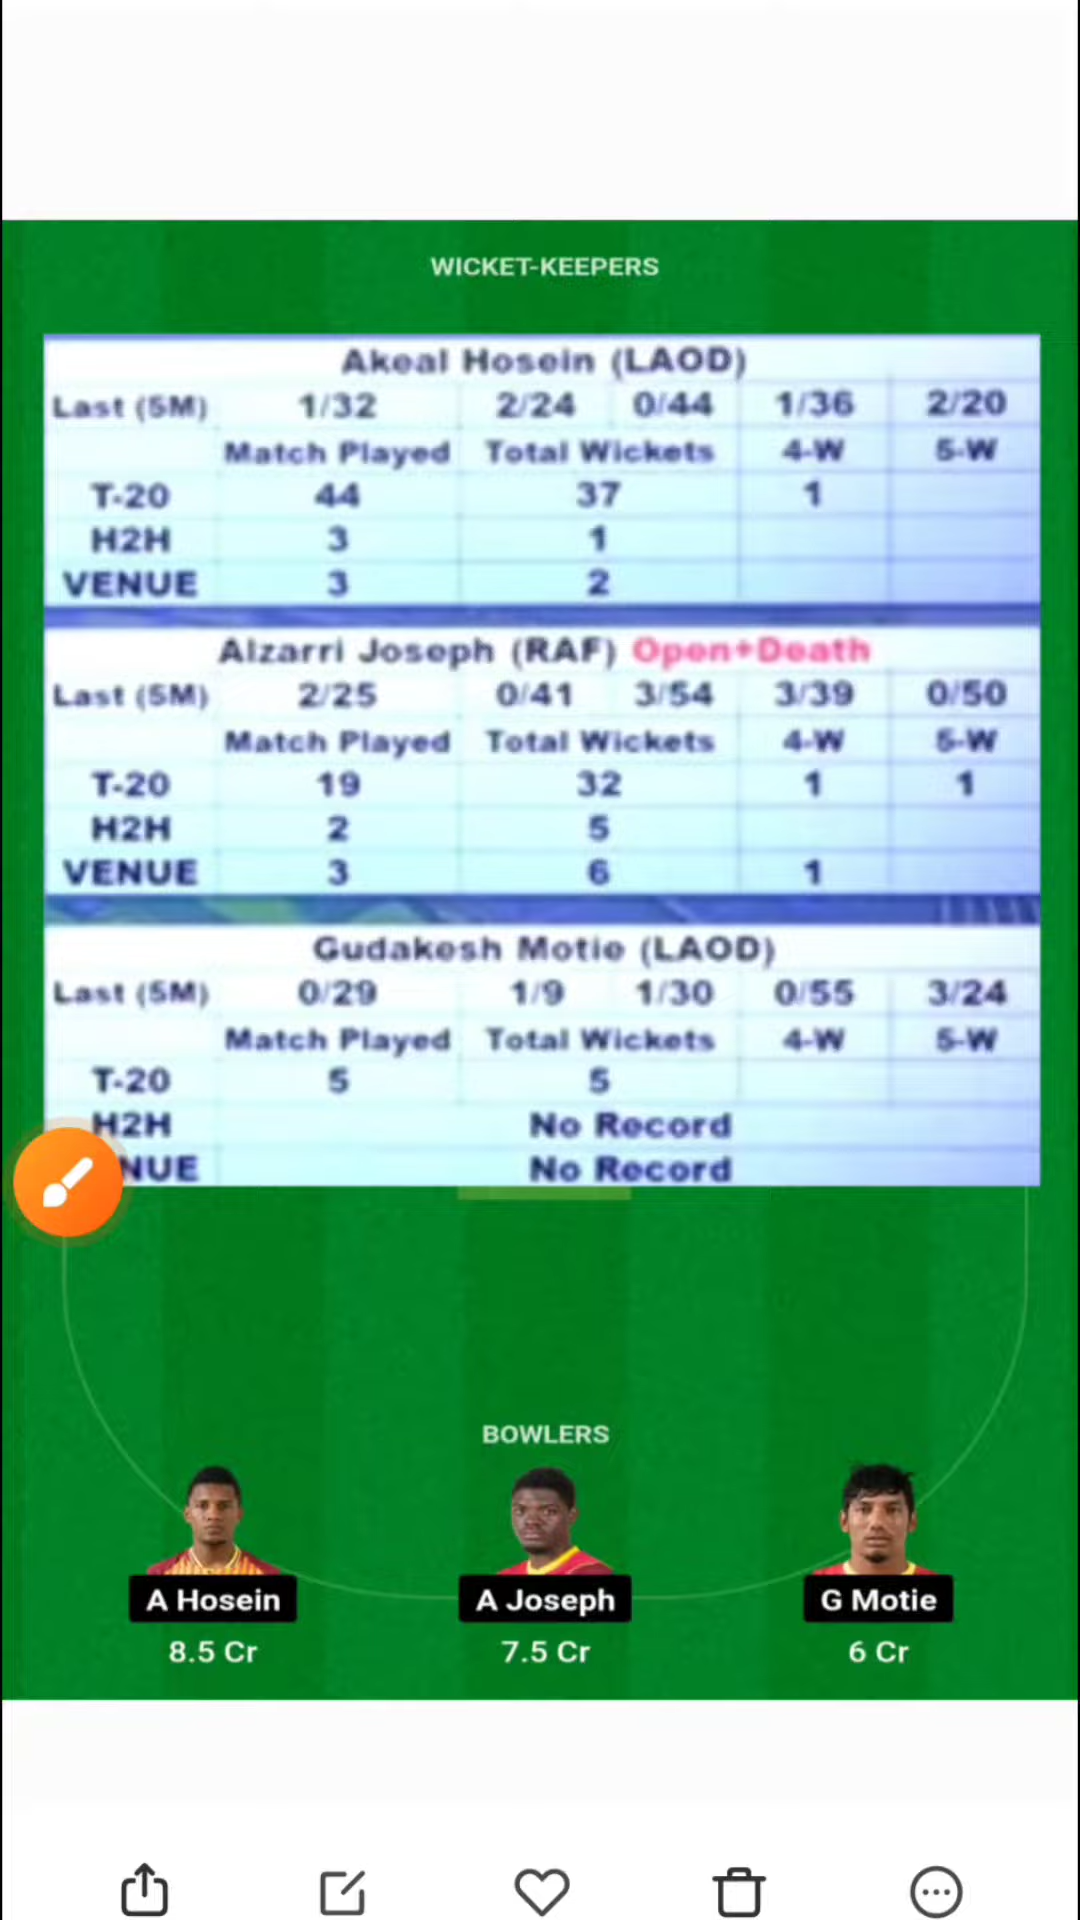 WICKET-KEEPERS
Akeal Hosein (LAOD)
Last (5M) 1/32 2/24 0/44 1/36 2/20
Match Played Total Wickets 4-W 5-W
T-20 44 37 1
H2H 3 1
VENUE 3 2
Alzarri Joseph (RAF) Open+Death
Last (5M) 2/25 0/41 3/54 3/39 0/50
Match Played Total Wickets 4-W 5-W
T-20 19 32 1 1
H2H 2 5
VENUE 3 6 1
Gudakesh Motie (LAOD)
Last (5M) 0/29 1/9 1/30 0/55 3/24
Match Played Total Wickets 4-W 5-W
T-20 5 5
H2H No Record
NUE No Record
BOWLERS
A Hosein A Joseph G Motie
8.5 Cr 7.5 Cr 6 Cr